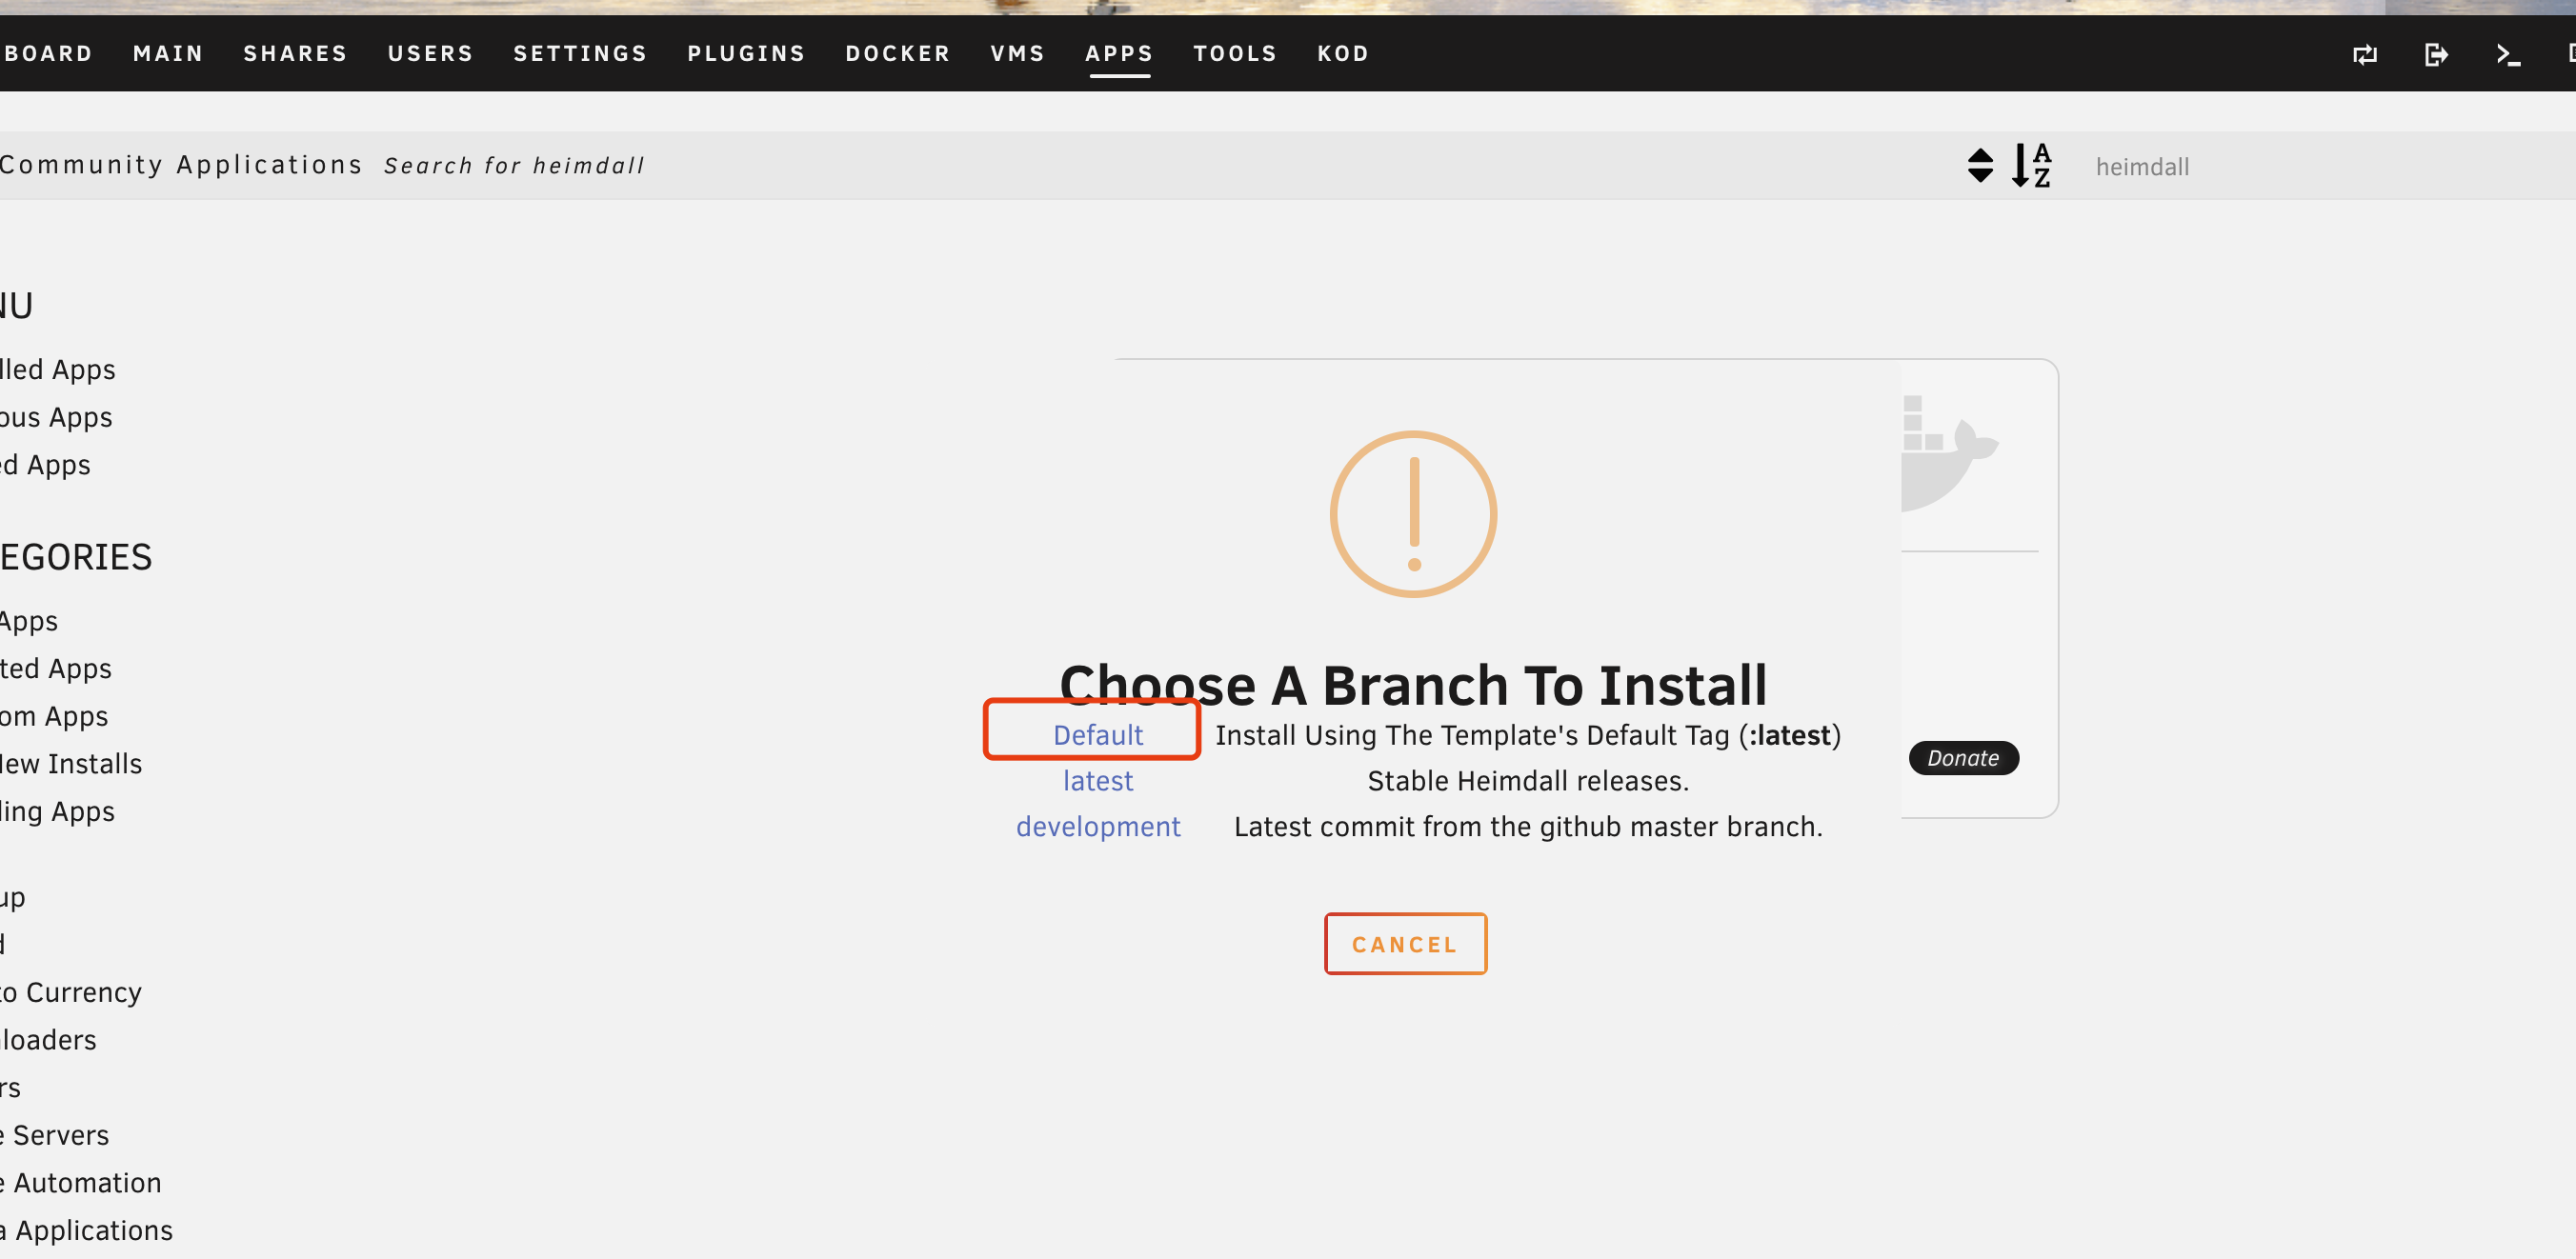 BOARD MAIN SHARES USERS SETTINGS PLUGINS DOCKER VMS APPS TOOLS KOD
Community Applications Search for heimdall
heimdall
NU
lled Apps
ous Apps
ed Apps
EGORIES
Apps
ted Apps
om Apps
New Installs
ding Apps
up
d
to Currency
nloaders
rs
e Servers
e Automation
a Applications
Choose A Branch To Install
Default Install Using The Template's Default Tag (:latest)
latest Stable Heimdall releases.
development Latest commit from the github master branch.
CANCEL
Donate